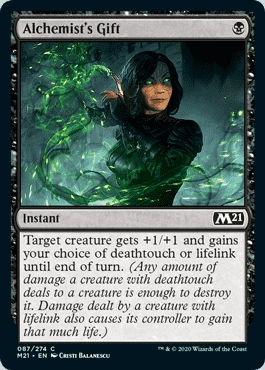 Alchemist's Gift
Instant
M21
Target creature gets +1/+1 and gains
your choice of deathtouch or lifelink
until end of turn. (Any amount of
damage a creature with deathtouch
deals to a creature is enough to destroy
it. Damage dealt by a creature with
lifelink also causes its controller to gain
that much life.)
087/274 C
M21 • EN CRISTI BALANESCU
™ & © 2020 Wizards of the Coast